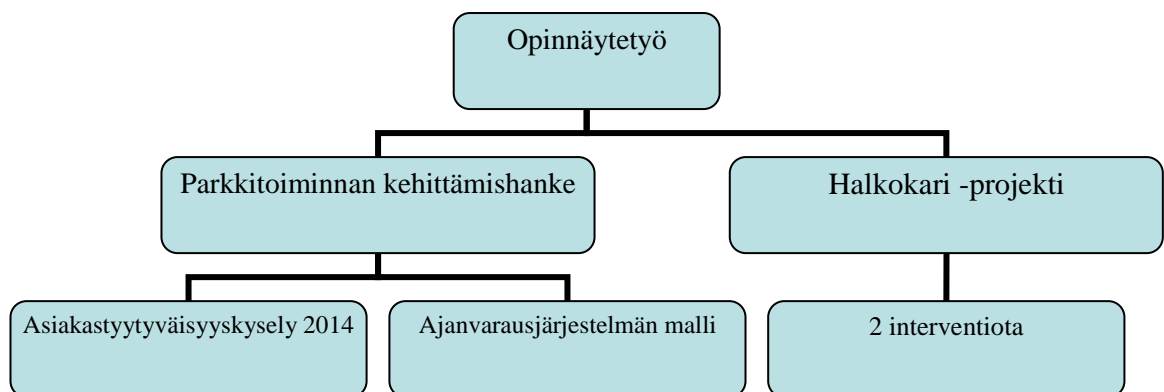 Opinnäytetyö
Parkkitoiminnan kehittämishanke
Halkokari -projekti
Asiakastyytyväisyyskysely 2014
Ajanvarausjärjestelmän malli
2 interventiota